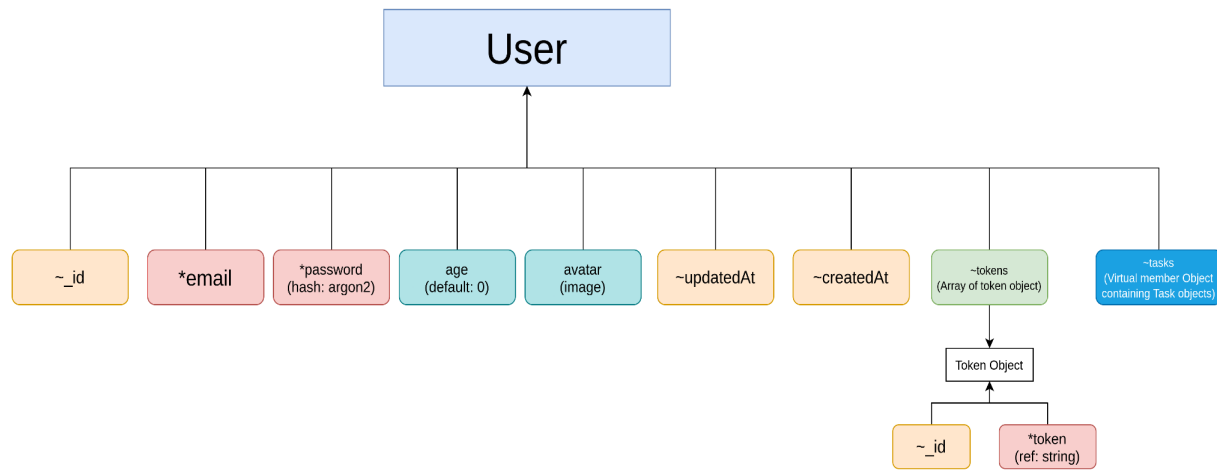 User
~_id
*email
*password
(hash: argon2)
age
(default: 0)
avatar
(image)
~updatedAt
~createdAt
~tokens
(Array of token object)
~tasks
(Virtual member Object
containing Task objects)
Token Object
~_id
*token
(ref: string)